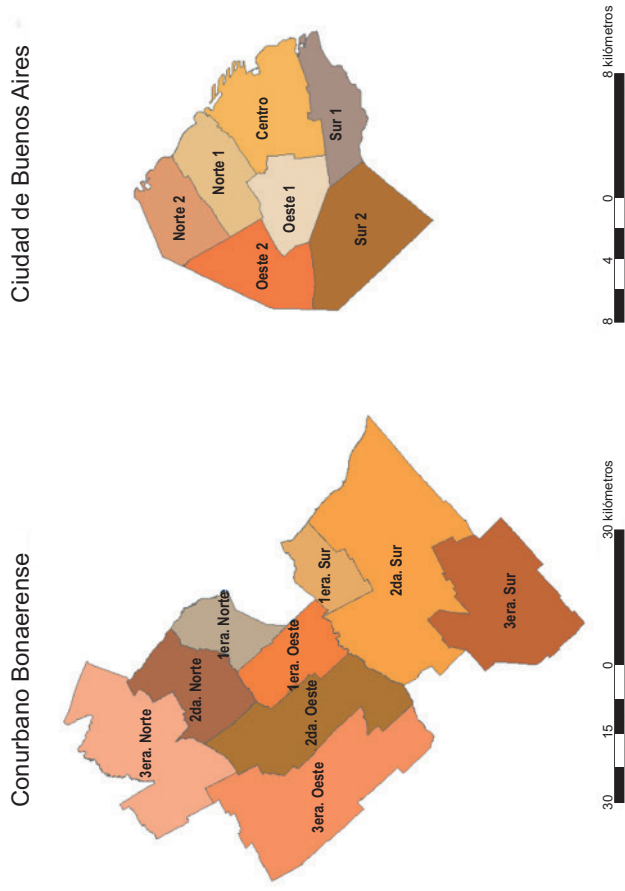 Conurbano Bonaerense
3era. Norte
2da. Norte
1era. Norte
1era. Oeste
2da. Oeste
3era. Oeste
1era. Sur
2da. Sur
3era. Sur
30 15 0 30 kilómetros
Ciudad de Buenos Aires
Norte 2
Norte 1
Centro
Oeste 2
Oeste 1
Sur 1
Sur 2
8 4 0 8 kilómetros